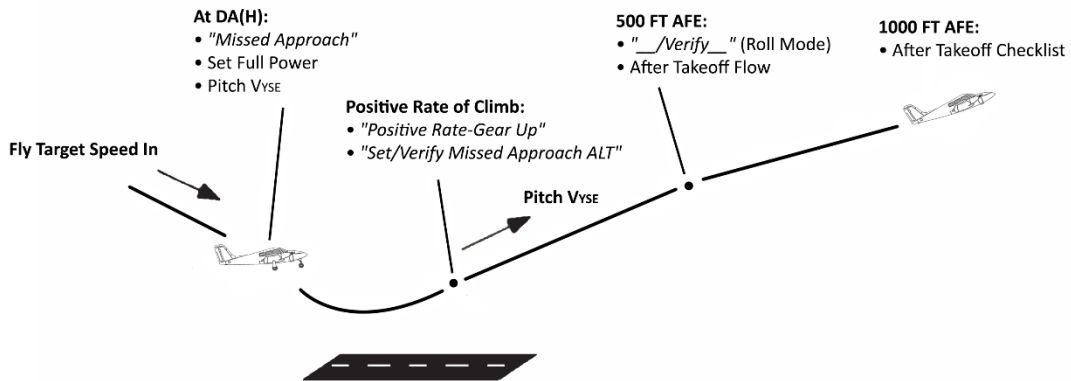 At DA(H):
• "Missed Approach"
• Set Full Power
• Pitch VYSE
500 FT AFE:
• "__/Verify__" (Roll Mode)
• After Takeoff Flow
1000 FT AFE:
• After Takeoff Checklist
Positive Rate of Climb:
• "Positive Rate-Gear Up"
• "Set/Verify Missed Approach ALT"
Fly Target Speed In
Pitch VYSE